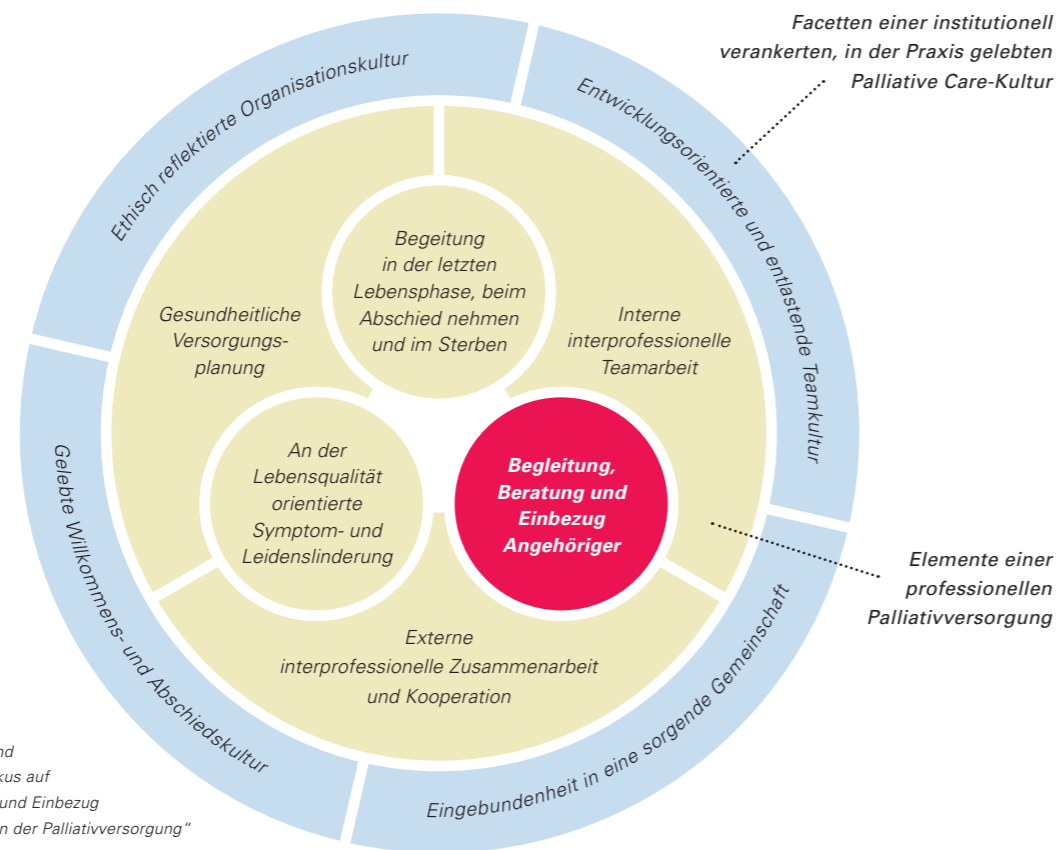 Facetten einer institutionell
verankerten, in der Praxis gelebten
Palliative Care-Kultur
Ethisch reflektierte Organisationskultur
Entwicklungsorientierte und entlastende Teamkultur
Begeitung
in der letzten
Lebensphase, beim
Abschied nehmen
und im Sterben
Gesundheitliche
Versorgungs-
planung
Interne
interprofessionelle
Teamarbeit
An der
Lebensqualität
orientierte
Symptom- und
Leidenslinderung
Begleitung,
Beratung und
Einbezug
Angehöriger
Elemente einer
professionellen
Palliativversorgung
Externe
interprofessionelle Zusammenarbeit
und Kooperation
Gelebte Willkommens- und Abschiedskultur
Eingebundenheit in eine sorgende Gemeinschaft
auf
und Einbezug
der Palliativversorgung“